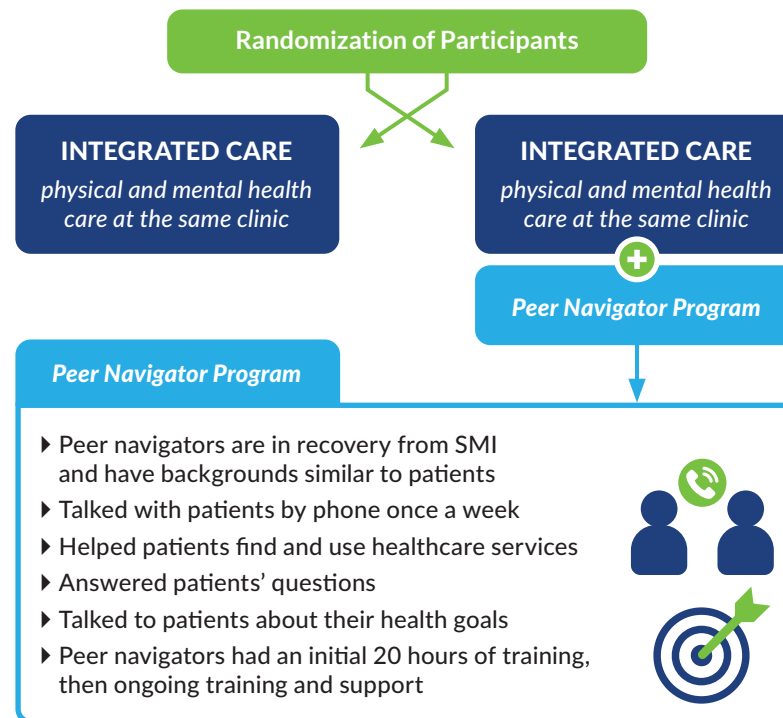 Randomization of Participants
INTEGRATED CARE
physical and mental health
care at the same clinic
INTEGRATED CARE
physical and mental health
care at the same clinic
Peer Navigator Program
Peer Navigator Program
Peer navigators are in recovery from SMI
and have backgrounds similar to patients
Talked with patients by phone once a week
Helped patients find and use healthcare services
Answered patients’ questions
Talked to patients about their health goals
Peer navigators had an initial 20 hours of training,
then ongoing training and support